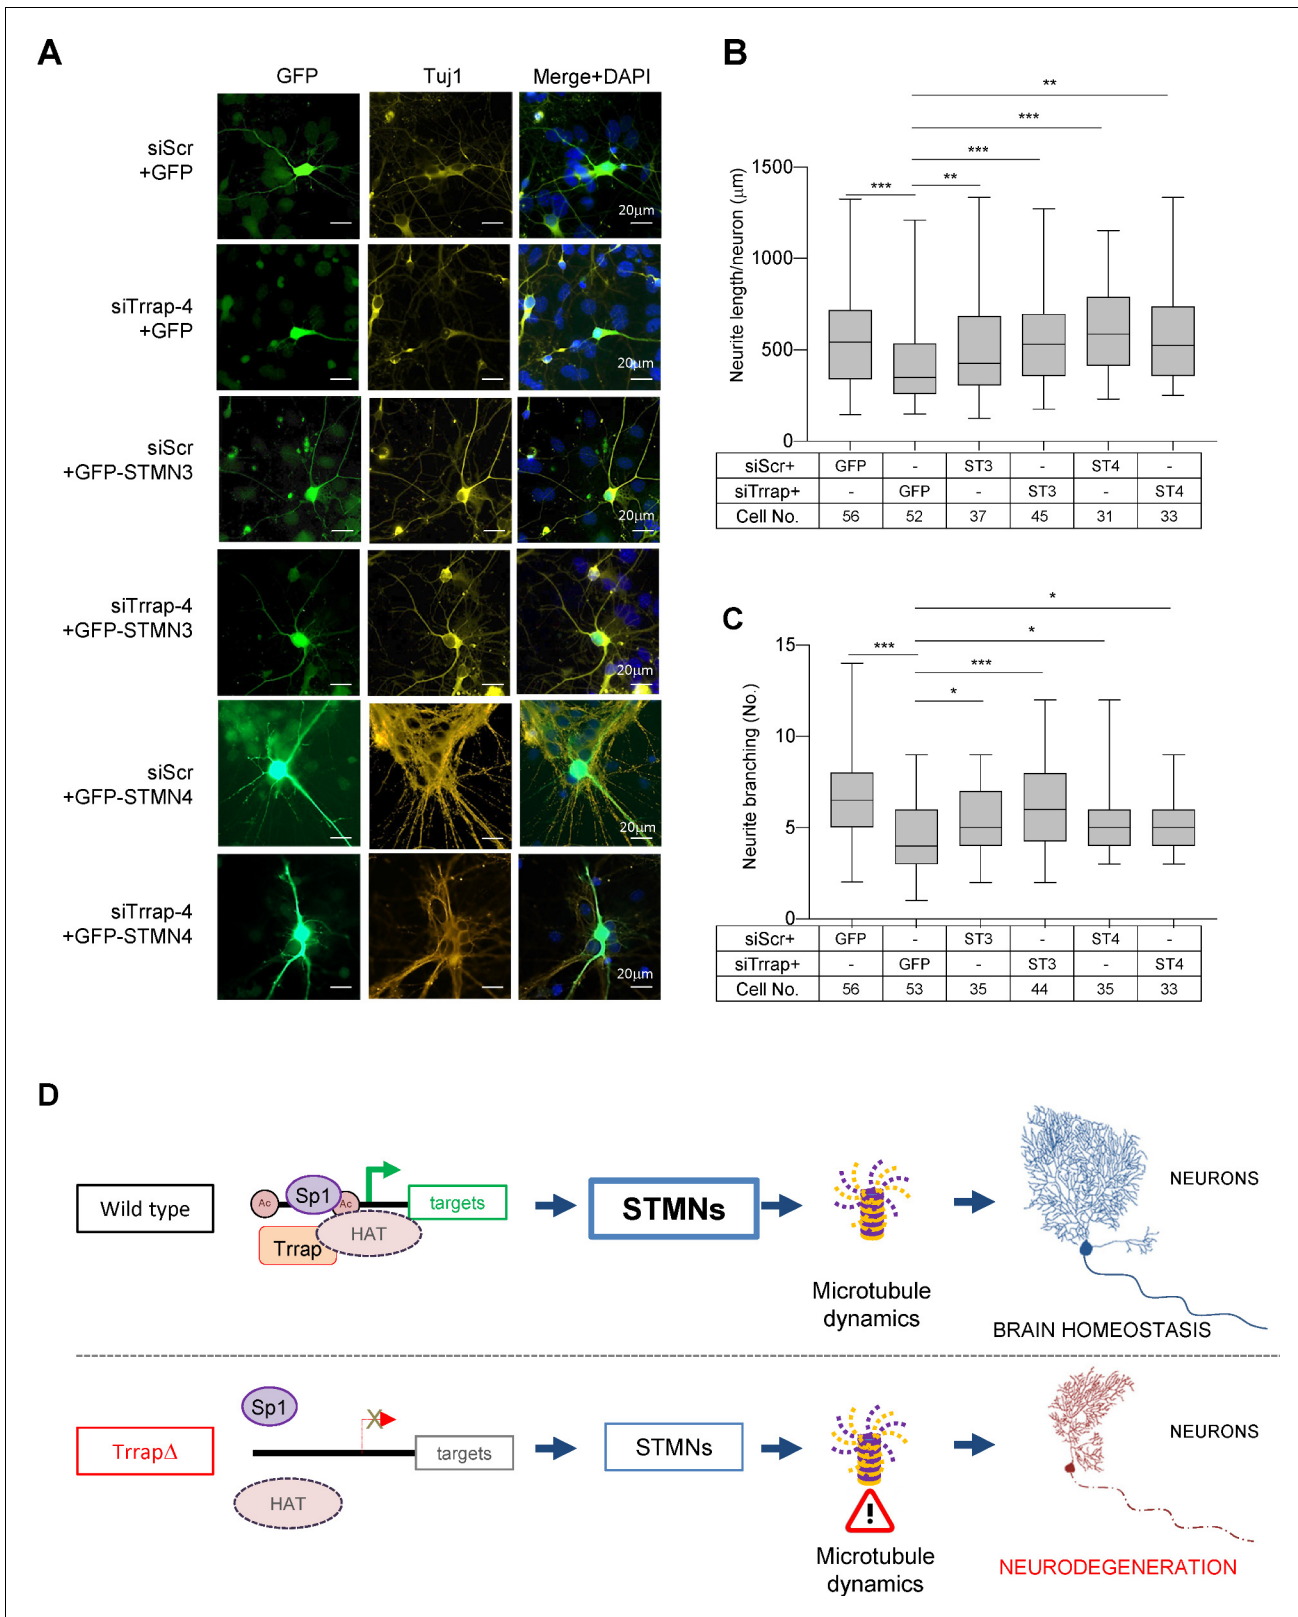 A
GFP Tuj1 Merge+DAPI
siScr
+GFP
20μm
siTrrap-4
+GFP
20μm
siScr
+GFP-STMN3
20μm
siTrrap-4
+GFP-STMN3
20μm
siScr
+GFP-STMN4
20μm
siTrrap-4
+GFP-STMN4
20μm
B
Neurite length/neuron (μm)
1500
1000
500
0
**
***
***
*** **
siScr+ GFP - ST3 - ST4 -
siTrrap+ - GFP - ST3 - ST4
Cell No. 56 52 37 45 31 33
C
Neurite branching (No.)
15
10
5
0
*
*
***
***
*
siScr+ GFP - ST3 - ST4 -
siTrrap+ - GFP - ST3 - ST4
Cell No. 56 53 35 44 35 33
D
Wild type
Ac Sp1 Ac
Trrap HAT
targets
STMNs
Microtubule
dynamics
NEURONS
BRAIN HOMEOSTASIS
TrrapΔ
Sp1
X
HAT
targets
STMNs
!
Microtubule
dynamics
NEURONS
NEURODEGENERATION